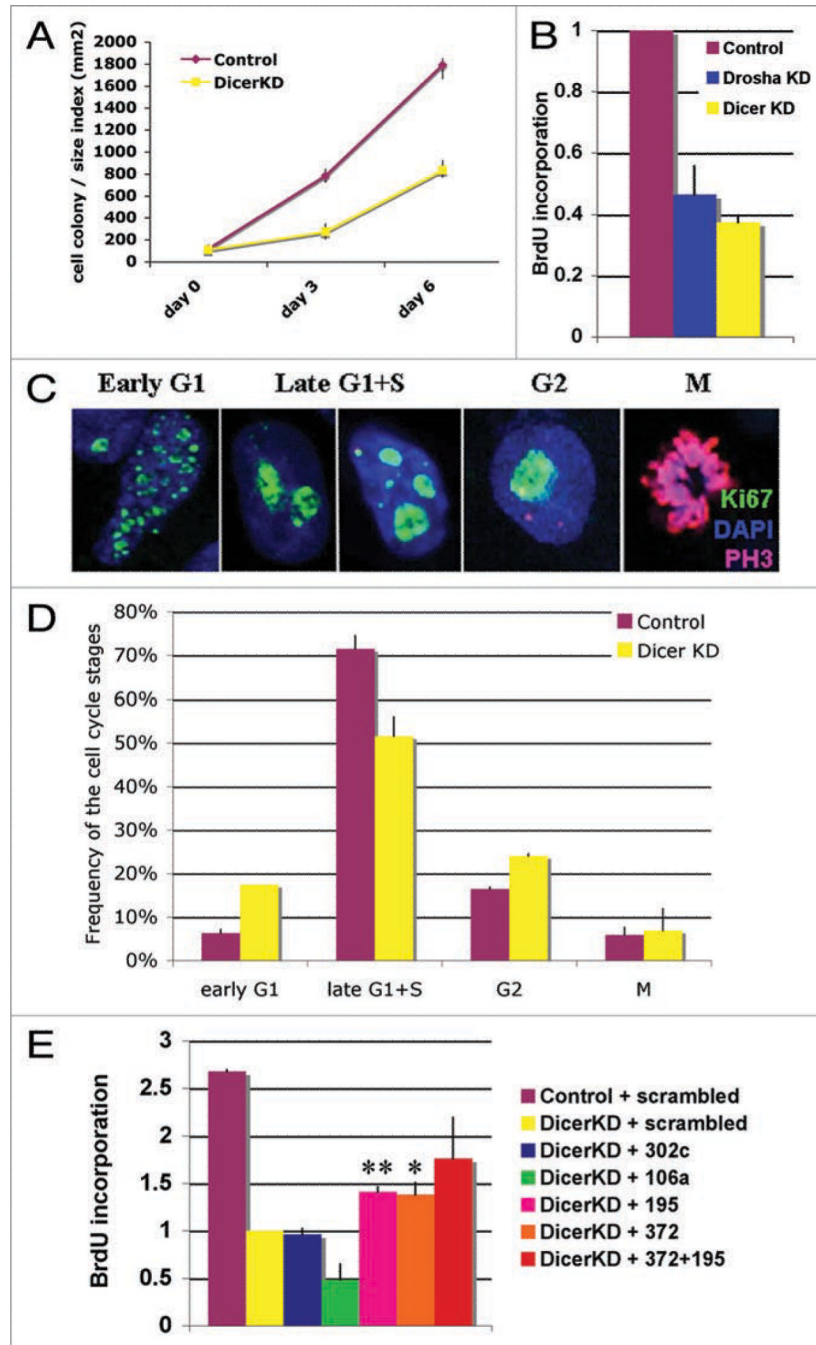 A
cell colony / size index (mm2)
2000
1800
1600
1400
1200
1000
800
600
400
200
0
Control
DicerKD
day 0
day 3
day 6
B
BrdU incorporation
1
0.8
0.6
0.4
0.2
0
Control
Drosha KD
Dicer KD
C
Early G1
Late G1+S
G2
M
Ki67
DAPI
PH3
D
Frequency of the cell cycle stages
80%
70%
60%
50%
40%
30%
20%
10%
0%
Control
Dicer KD
early G1
late G1+S
G2
M
E
BrdU incorporation
3
2.5
2
1.5
1
0.5
0
**
*
Control + scrambled
DicerKD + scrambled
DicerKD + 302c
DicerKD + 106a
DicerKD + 195
DicerKD + 372
DicerKD + 372+195